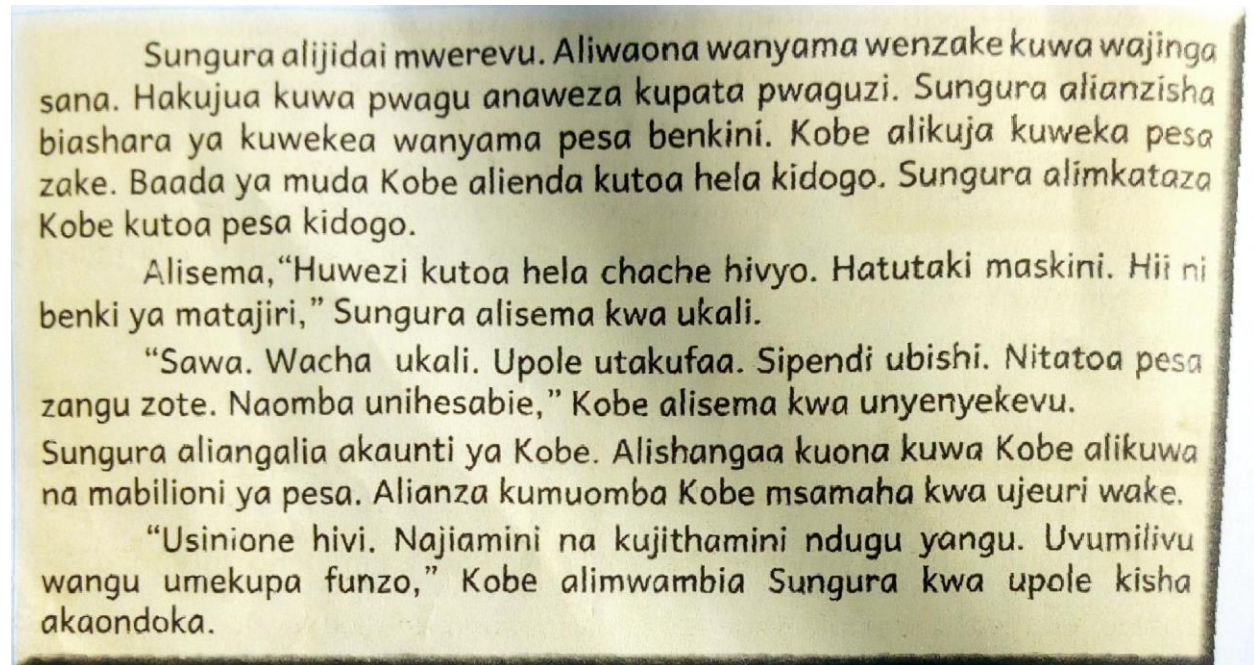 Sungura alijidai mwerevu. Aliwaona wanyama wenzake kuwa wajinga
sana. Hakujua kuwa pwagu anaweza kupata pwaguzi. Sungura alianzisha
biashara ya kuwekea wanyama pesa benkini. Kobe alikuja kuweka pesa
zake. Baada ya muda Kobe alienda kutoa hela kidogo. Sungura alimkataza
Kobe kutoa pesa kidogo.
Alisema,“Huwezi kutoa hela chache hivyo. Hatutaki maskini. Hii ni
benki ya matajiri,” Sungura alisema kwa ukali.
“Sawa. Wacha ukali. Upole utakufaa. Sipendi ubishi. Nitatoa pesa
zangu zote. Naomba unihesabie,” Kobe alisema kwa unyenyekevu.
Sungura aliangalia akaunti ya Kobe. Alishangaa kuona kuwa Kobe alikuwa
na mabilioni ya pesa. Alianza kumuomba Kobe msamaha kwa ujeuri wake.
“Usinione hivi. Najiamini na kujithamini ndugu yangu. Uvumilivu
wangu umekupa funzo,” Kobe alimwambia Sungura kwa upole kisha
akaondoka.